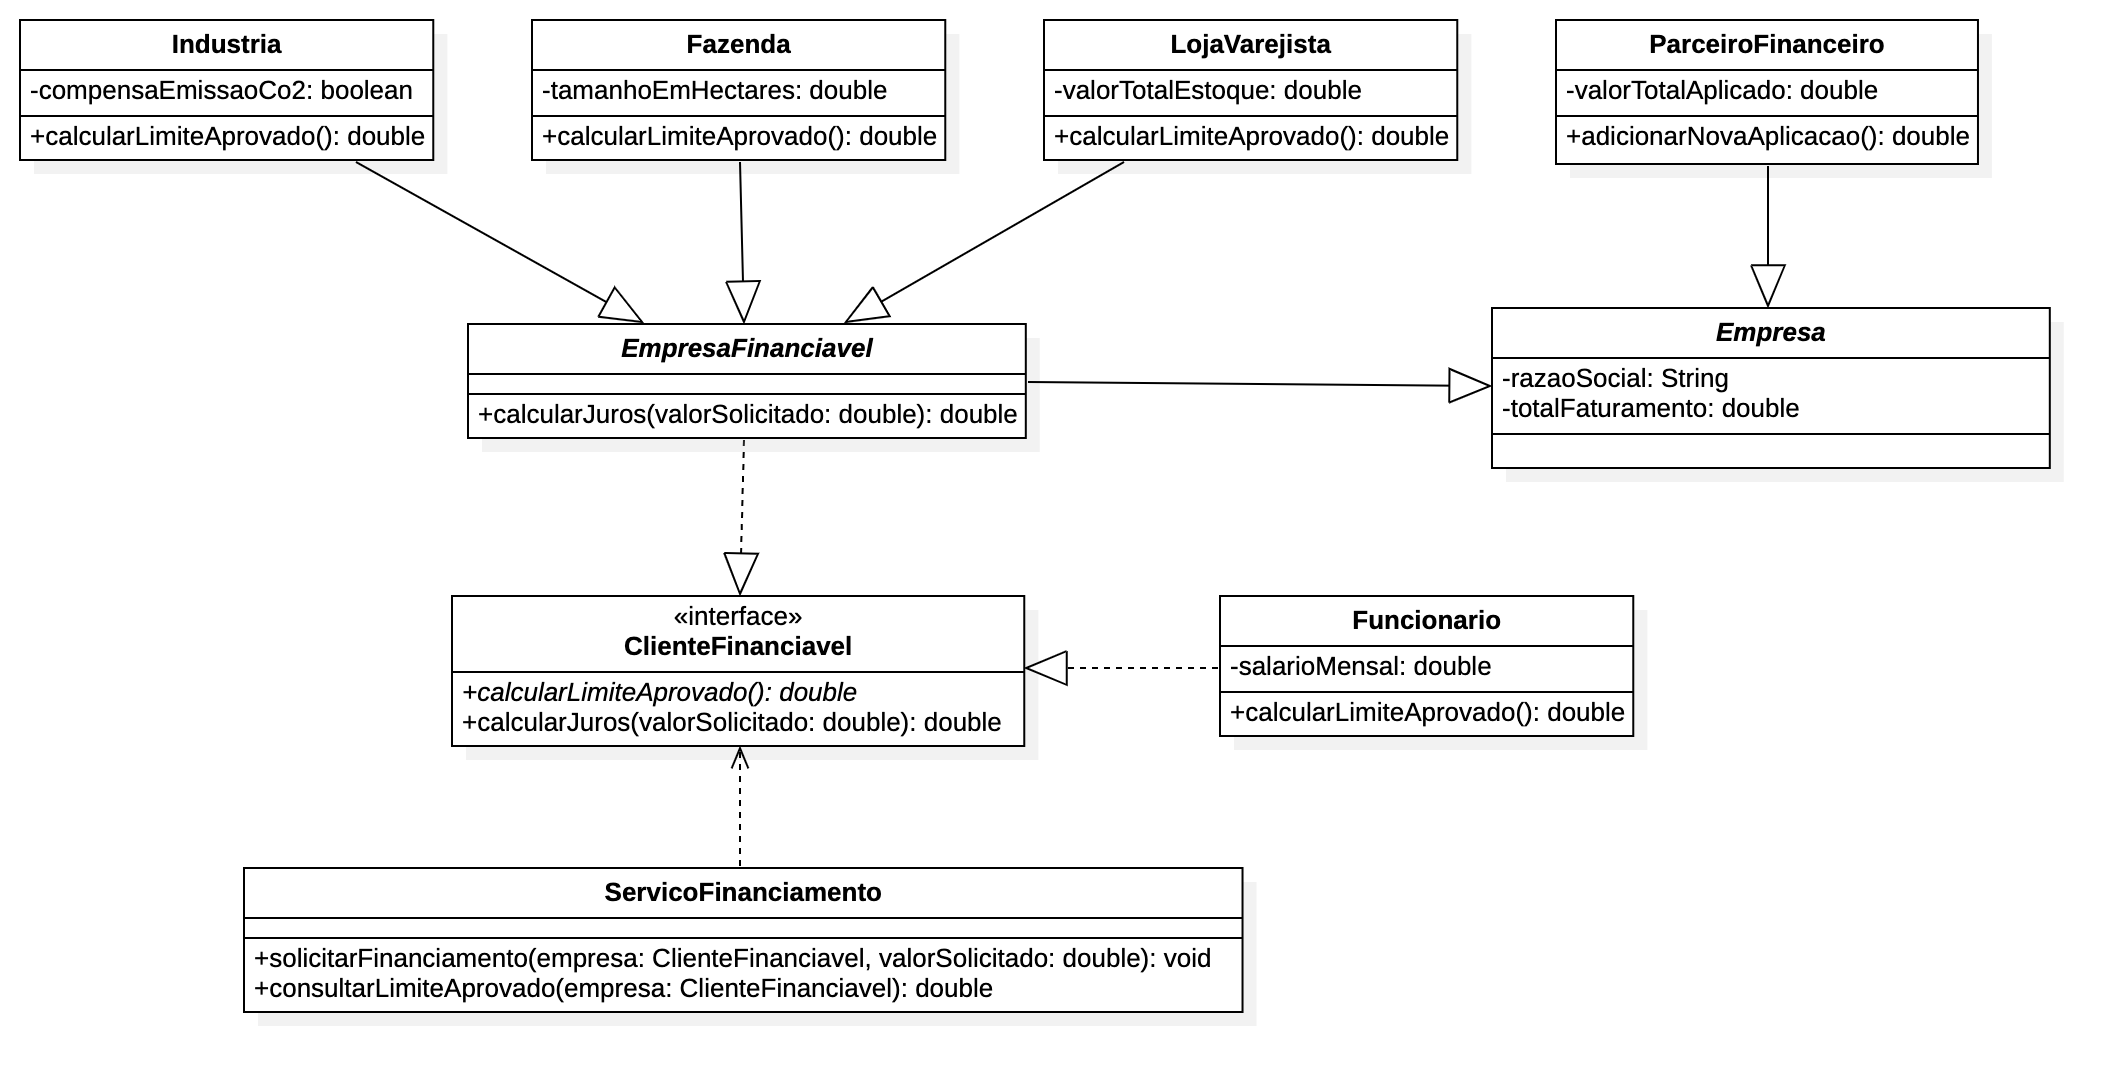 Industria
-compensaEmissaoCo2: boolean
+calcularLimiteAprovado(): double
Fazenda
-tamanhoEmHectares: double
+calcularLimiteAprovado(): double
LojaVarejista
-valorTotalEstoque: double
+calcularLimiteAprovado(): double
ParceiroFinanceiro
-valorTotalAplicado: double
+adicionarNovaAplicacao(): double
EmpresaFinanciavel
+calcularJuros(valorSolicitado: double): double
Empresa
-razaoSocial: String
-totalFaturamento: double
«interface»
ClienteFinanciavel
+calcularLimiteAprovado(): double
+calcularJuros(valorSolicitado: double): double
Funcionario
-salarioMensal: double
+calcularLimiteAprovado(): double
ServicoFinanciamento
+solicitarFinanciamento(empresa: ClienteFinanciavel, valorSolicitado: double): void
+consultarLimiteAprovado(empresa: ClienteFinanciavel): double